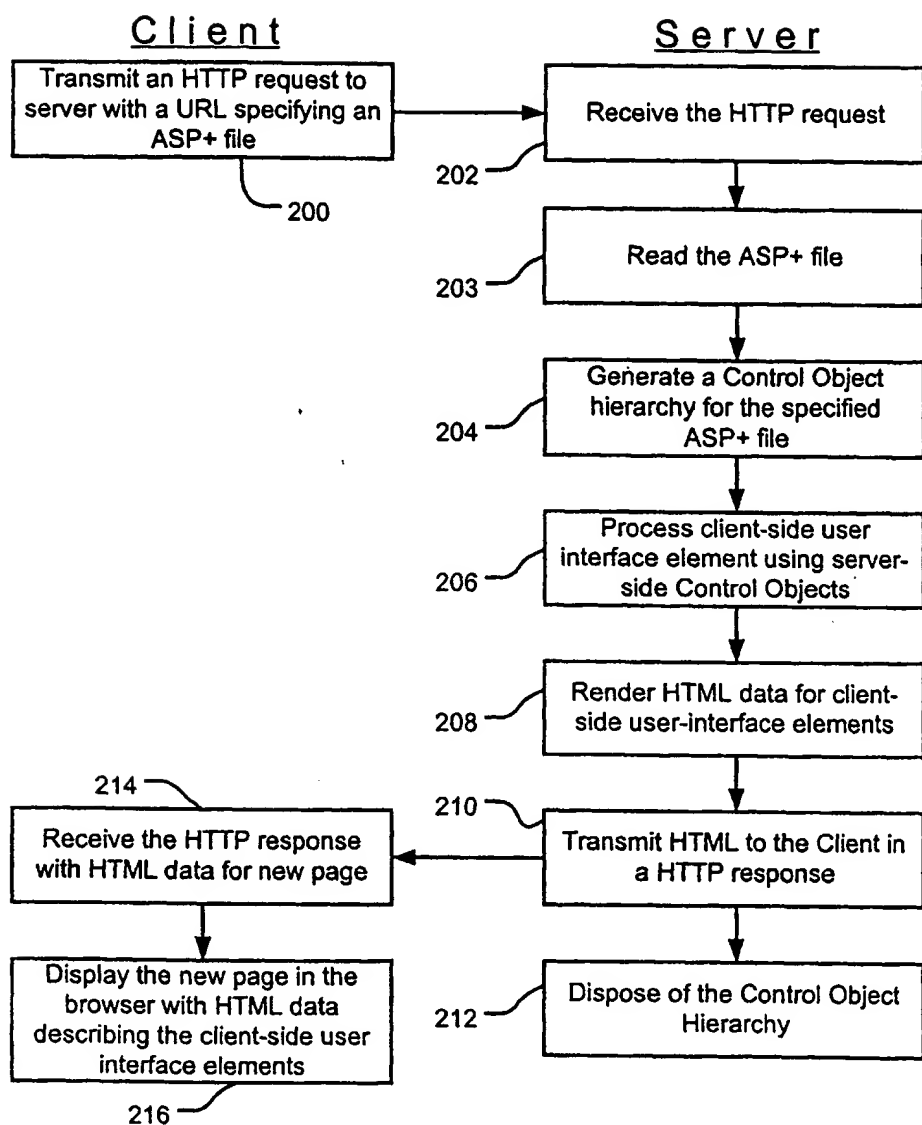 Client
Transmit an HTTP request to
server with a URL specifying an
ASP+ file
200
Server
Receive the HTTP request
202
Read the ASP+ file
203
Generate a Control Object
hierarchy for the specified
ASP+ file
204
Process client-side user
interface element using server-
side Control Objects
206
Render HTML data for client-
side user-interface elements
208
210
Transmit HTML to the Client in
a HTTP response
214
Receive the HTTP response
with HTML data for new page
Display the new page in the
browser with HTML data
describing the client-side user
interface elements
216
Dispose of the Control Object
Hierarchy
212